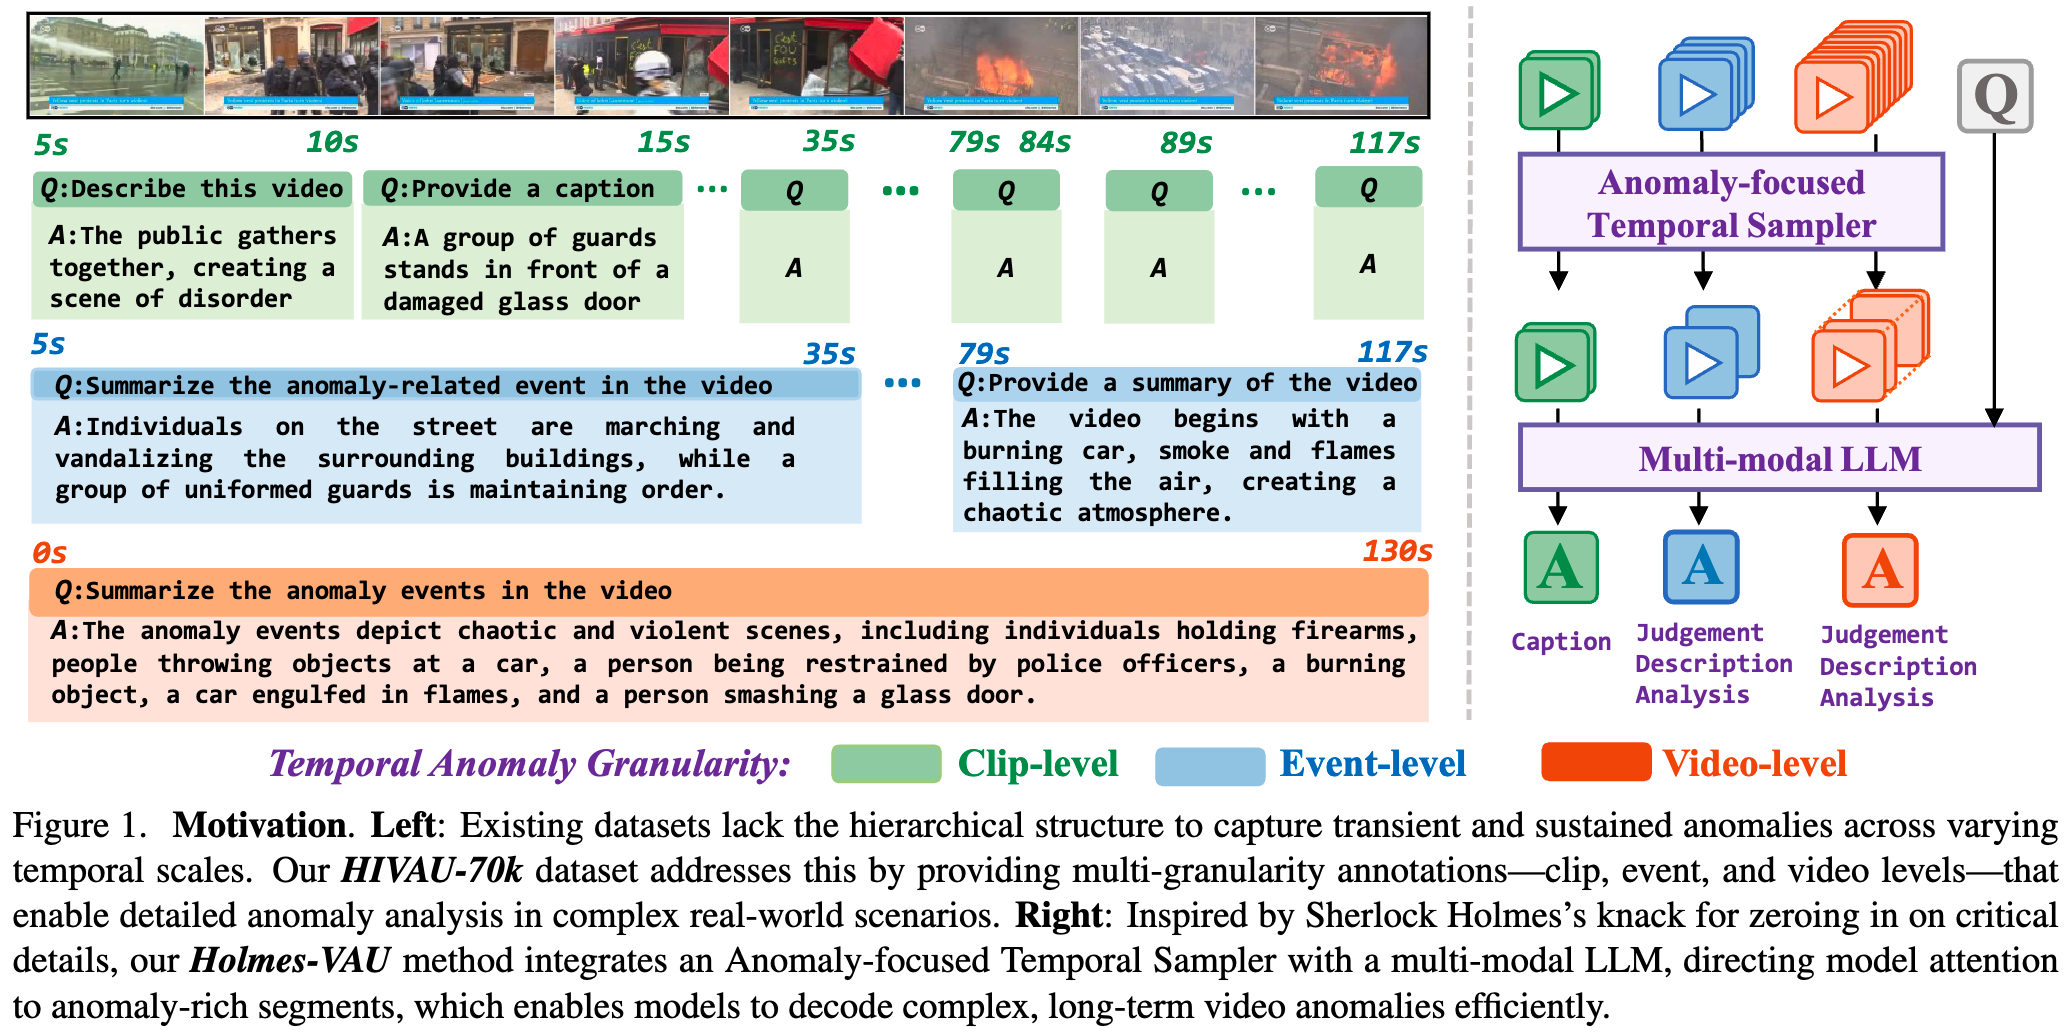 5s 10s 15s 35s 79s 84s 89s 117s
Q:Describe this video
A:The public gathers
together, creating a
scene of disorder
Q:Provide a caption
A:A group of guards
stands in front of a
damaged glass door
...
Q
A
...
Q
A
Q
A
...
Q
A
5s 35s
Q:Summarize the anomaly-related event in the video
A:Individuals on the street are marching and
vandalizing the surrounding buildings, while a
group of uniformed guards is maintaining order.
...
79s 117s
Q:Provide a summary of the video
A:The video begins with a
burning car, smoke and flames
filling the air, creating a
chaotic atmosphere.
0s 130s
Q:Summarize the anomaly events in the video
A:The anomaly events depict chaotic and violent scenes, including individuals holding firearms,
people throwing objects at a car, a person being restrained by police officers, a burning
object, a car engulfed in flames, and a person smashing a glass door.
Q
Anomaly-focused
Temporal Sampler
Multi-modal LLM
A A A
Caption
Judgement
Description
Analysis
Judgement
Description
Analysis
Temporal Anomaly Granularity: Clip-level Event-level Video-level
Figure 1. Motivation. Left: Existing datasets lack the hierarchical structure to capture transient and sustained anomalies across varying
temporal scales. Our HIVAU-70k dataset addresses this by providing multi-granularity annotations—clip, event, and video levels—that
enable detailed anomaly analysis in complex real-world scenarios. Right: Inspired by Sherlock Holmes’s knack for zeroing in on critical
details, our Holmes-VAU method integrates an Anomaly-focused Temporal Sampler with a multi-modal LLM, directing model attention
to anomaly-rich segments, which enables models to decode complex, long-term video anomalies efficiently.